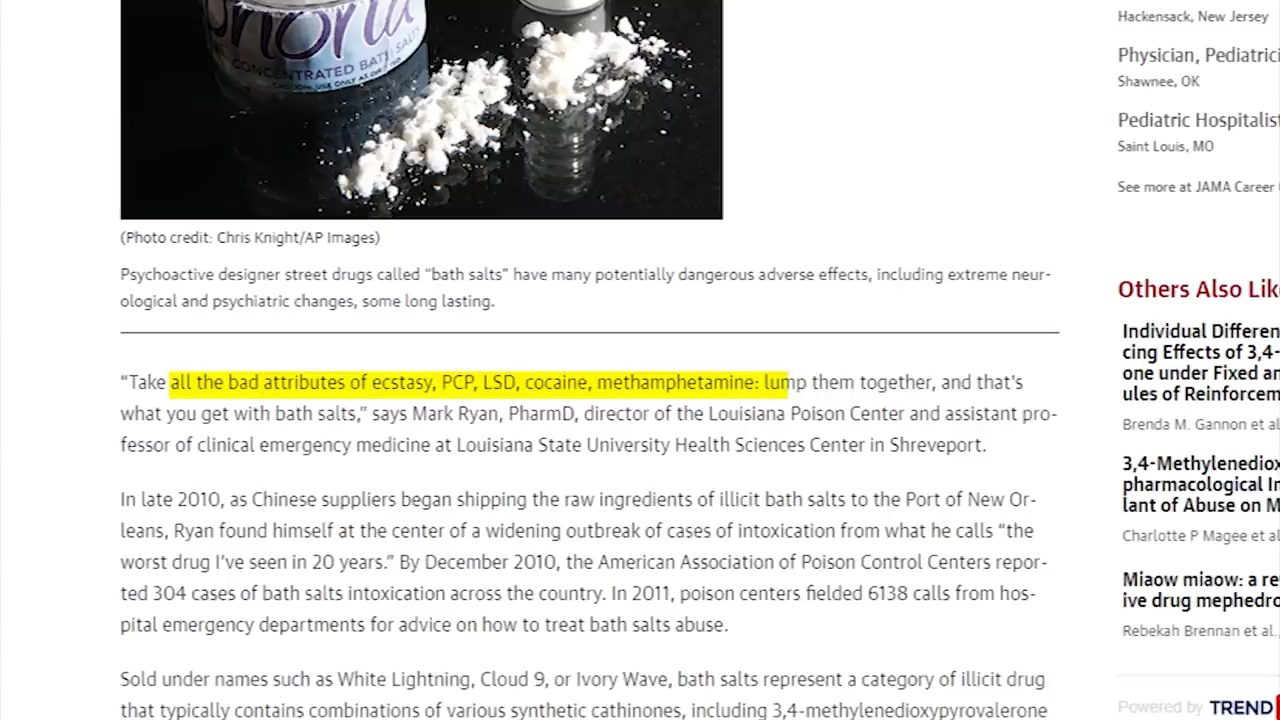 CONCENTRATED BATH SALTS
(Photo credit: Chris Knight/AP Images)
Psychoactive designer street drugs called “bath salts” have many potentially dangerous adverse effects, including extreme neur-
ological and psychiatric changes, some long lasting.
“Take all the bad attributes of ecstasy, PCP, LSD, cocaine, methamphetamine: lump them together, and that's
what you get with bath salts,” says Mark Ryan, PharmD, director of the Louisiana Poison Center and assistant pro-
fessor of clinical emergency medicine at Louisiana State University Health Sciences Center in Shreveport.
In late 2010, as Chinese suppliers began shipping the raw ingredients of illicit bath salts to the Port of New Or-
leans, Ryan found himself at the center of a widening outbreak of cases of intoxication from what he calls “the
worst drug I’ve seen in 20 years.” By December 2010, the American Association of Poison Control Centers repor-
ted 304 cases of bath salts intoxication across the country. In 2011, poison centers fielded 6138 calls from hos-
pital emergency departments for advice on how to treat bath salts abuse.
Sold under names such as White Lightning, Cloud 9, or Ivory Wave, bath salts represent a category of illicit drug
that typically contains combinations of various synthetic cathinones, including 3,4-methylenedioxypyrovalerone
Hackensack, New Jersey
Physician, Pediatric
Shawnee, OK
Pediatric Hospitalist
Saint Louis, MO
See more at JAMA Career
Others Also Lik
Individual Differen
cing Effects of 3,4-
one under Fixed an
ules of Reinforcem
Brenda M. Gannon et al
3,4-Methylenediox
pharmacological In
lant of Abuse on M
Charlotte P Magee et al
Miaow miaow: a re
ive drug mephedro
Rebekah Brennan et al.,
Powered by TREND